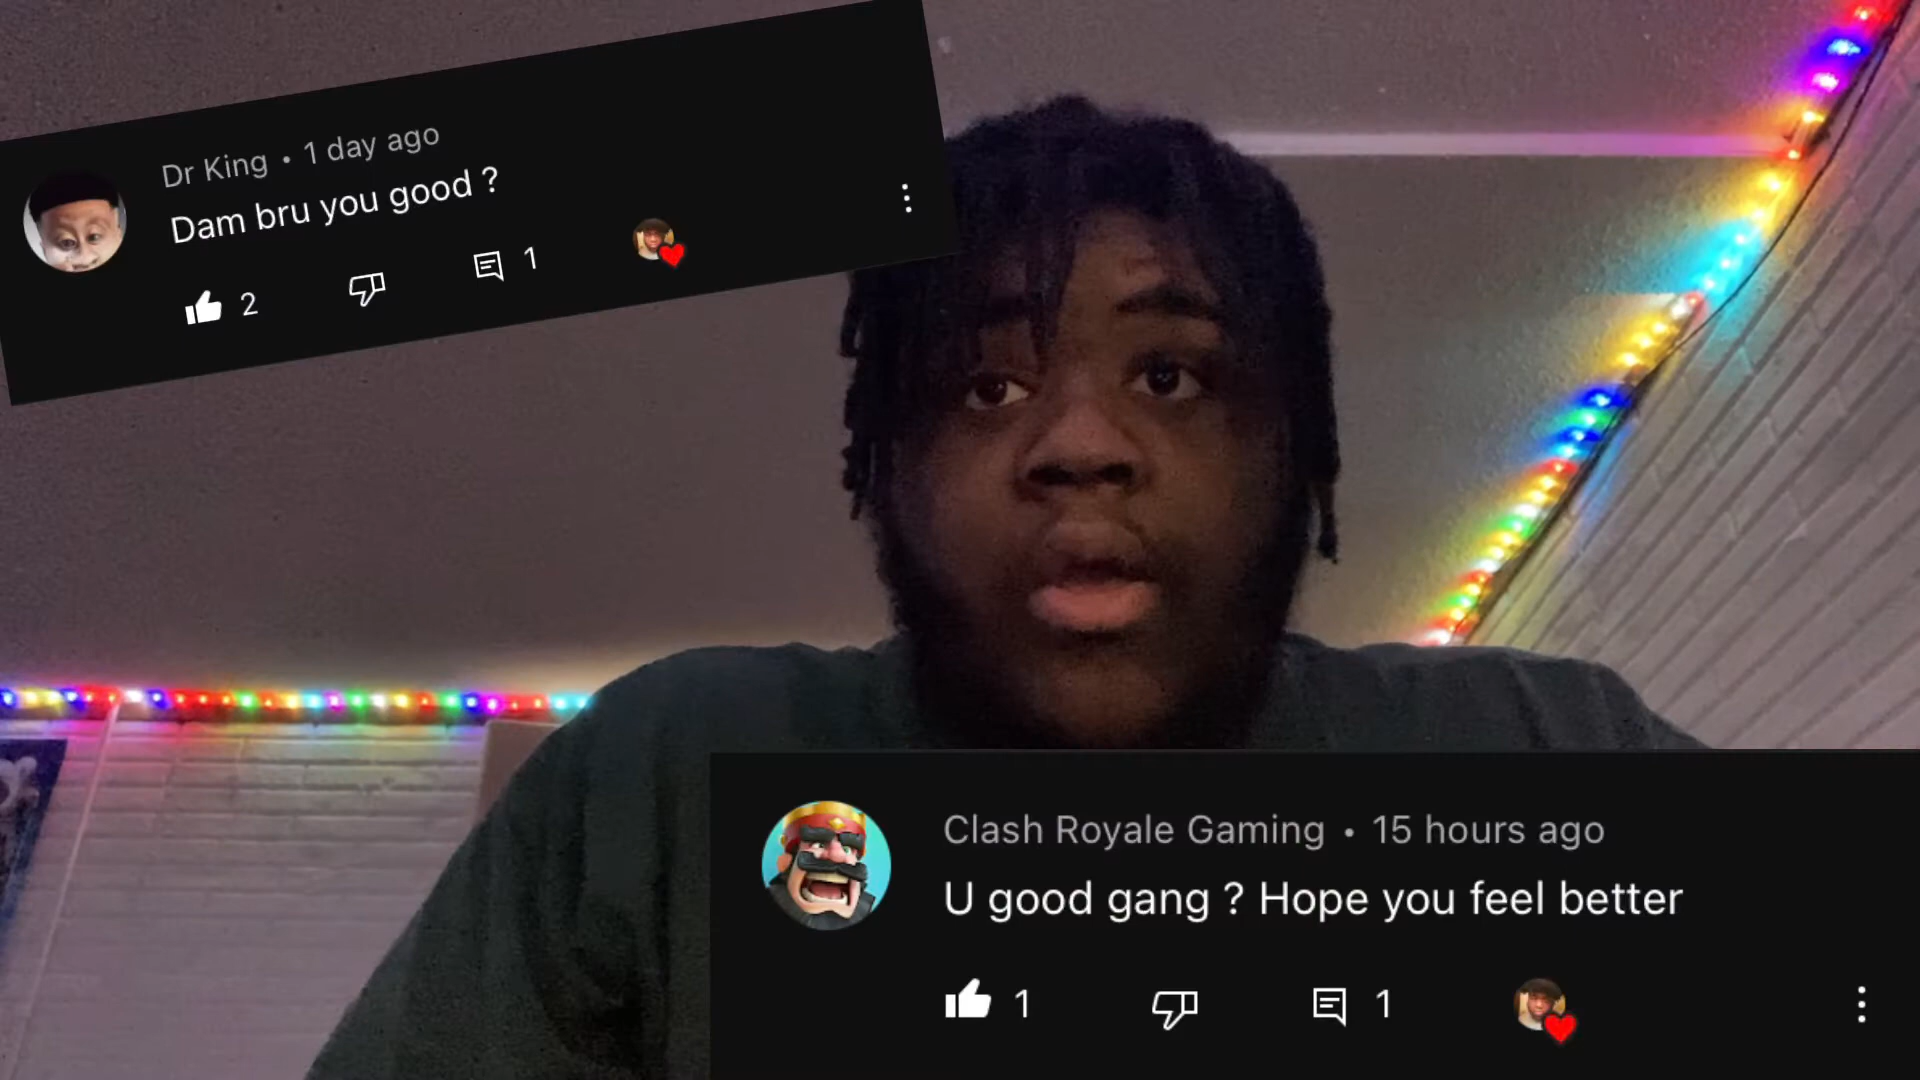 Dr King • 1 day ago
Dam bru you good ?
2
1
Clash Royale Gaming • 15 hours ago
U good gang ? Hope you feel better
1
1